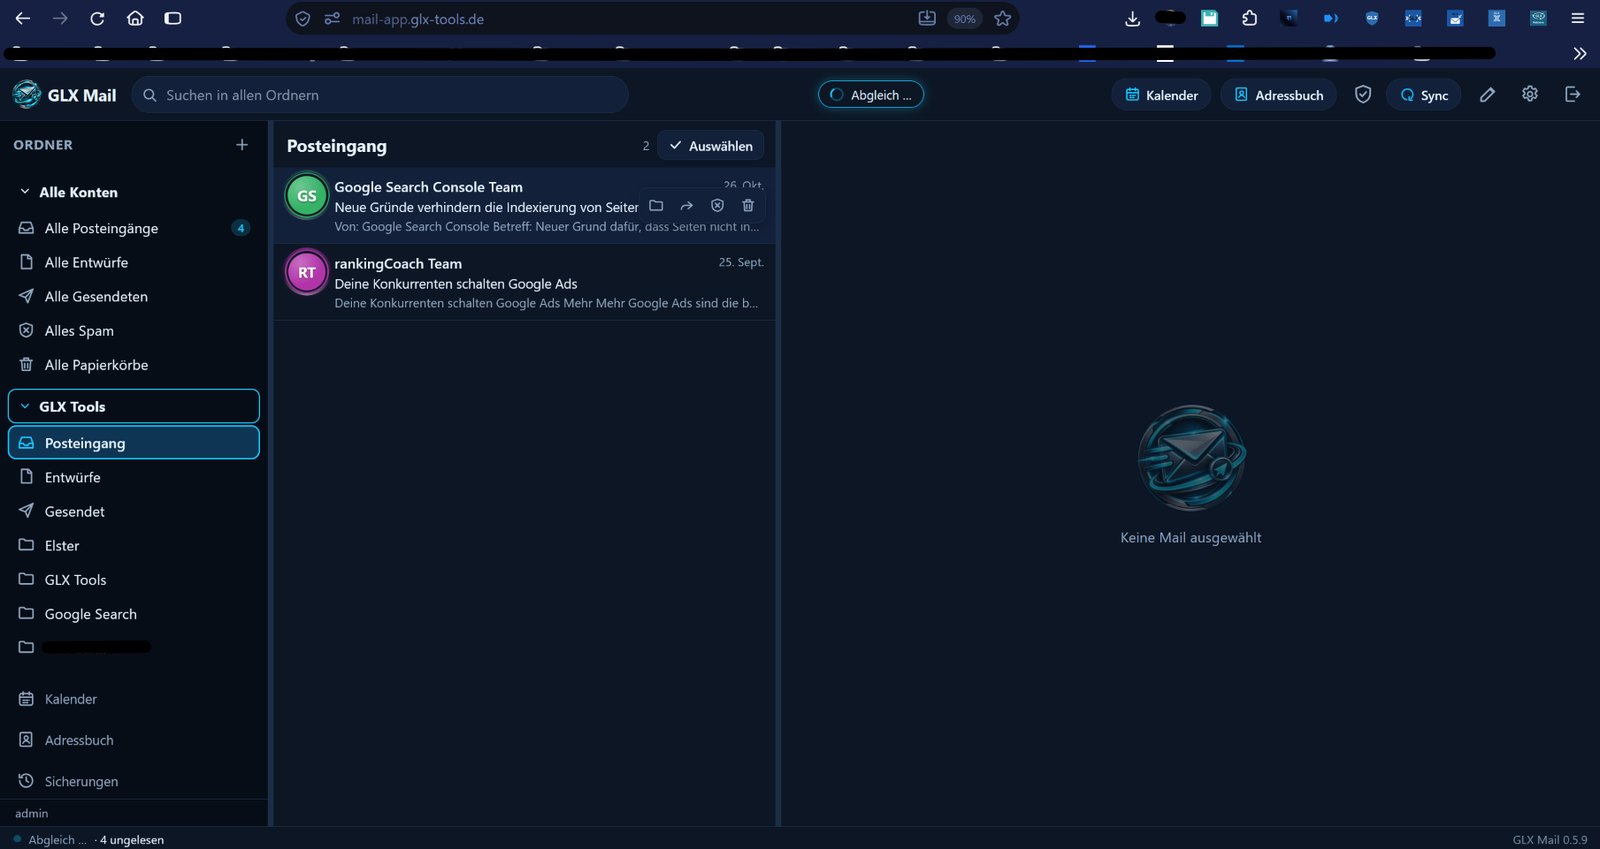 mail-app.glx-tools.de
90%
GLX Mail
Suchen in allen Ordnern
Abgleich ...
Kalender
Adressbuch
Sync
ORDNER
Alle Konten
Alle Posteingänge
4
Alle Entwürfe
Alle Gesendeten
Alles Spam
Alle Papierkörbe
GLX Tools
Posteingang
Entwürfe
Gesendet
Elster
GLX Tools
Google Search
Kalender
Adressbuch
Sicherungen
admin
Posteingang
2
Auswählen
GS
Google Search Console Team
26. Okt.
Neue Gründe verhindern die Indexierung von Seiten
Von: Google Search Console Betreff: Neuer Grund dafür, dass Seiten nicht in...
RT
rankingCoach Team
25. Sept.
Deine Konkurrenten schalten Google Ads
Deine Konkurrenten schalten Google Ads Mehr Mehr Google Ads sind die b...
Keine Mail ausgewählt
Abgleich ... · 4 ungelesen
GLX Mail 0.5.9